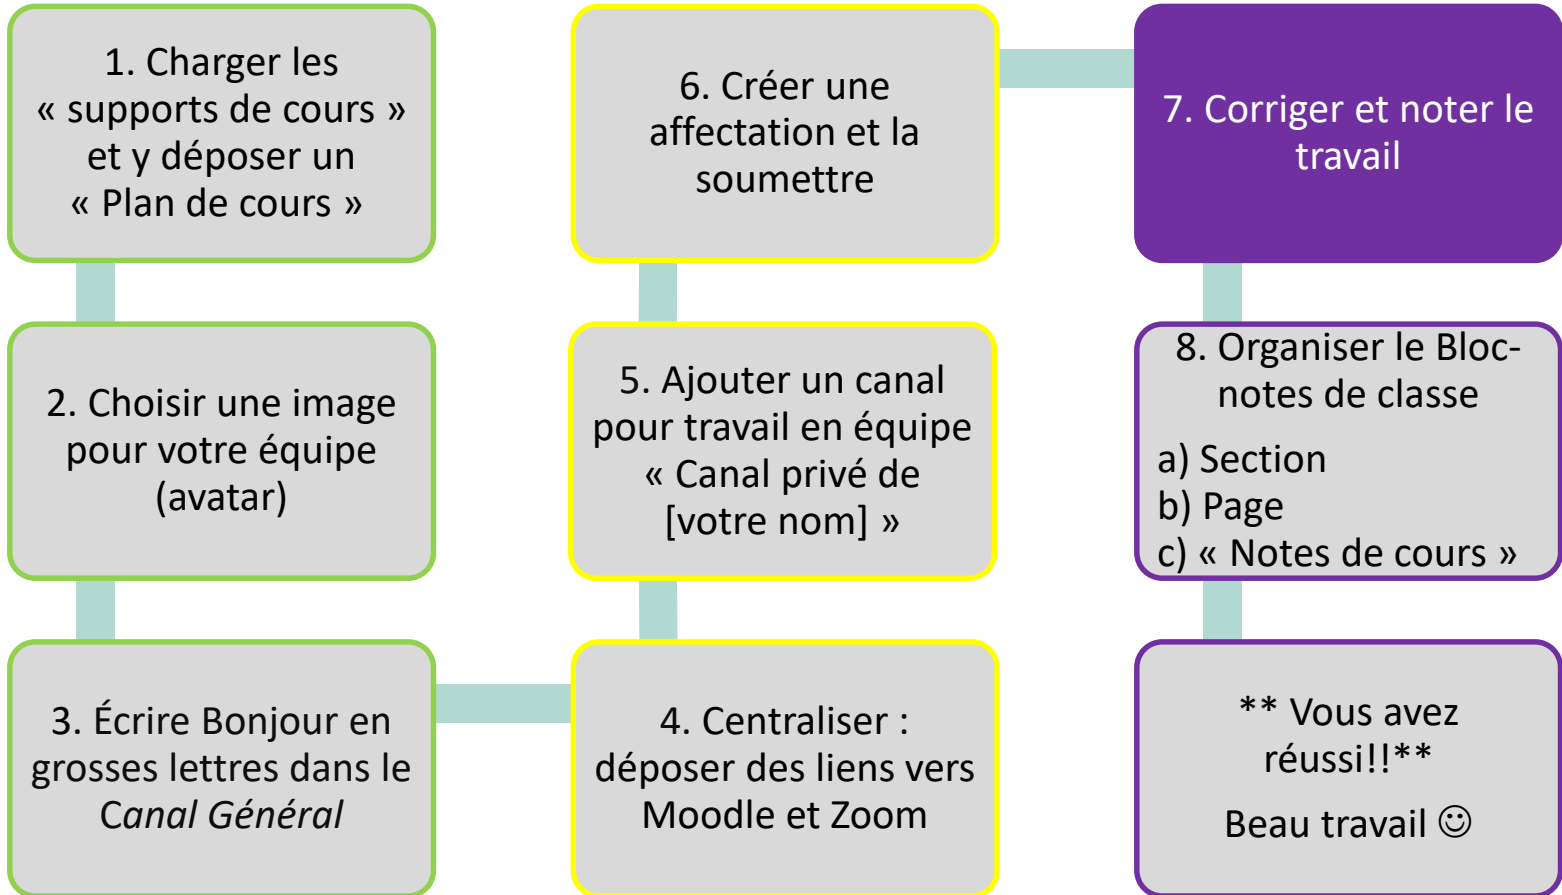 1. Charger les
« supports de cours »
et y déposer un
« Plan de cours »
2. Choisir une image
pour votre équipe
(avatar)
3. Écrire Bonjour en
grosses lettres dans le
Canal Général
4. Centraliser :
déposer des liens vers
Moodle et Zoom
5. Ajouter un canal
pour travail en équipe
« Canal privé de
[votre nom] »
6. Créer une
affectation et la
soumettre
7. Corriger et noter le
travail
8. Organiser le Bloc-
notes de classe
a) Section
b) Page
c) « Notes de cours »
** Vous avez
réussi!!**
Beau travail ☺